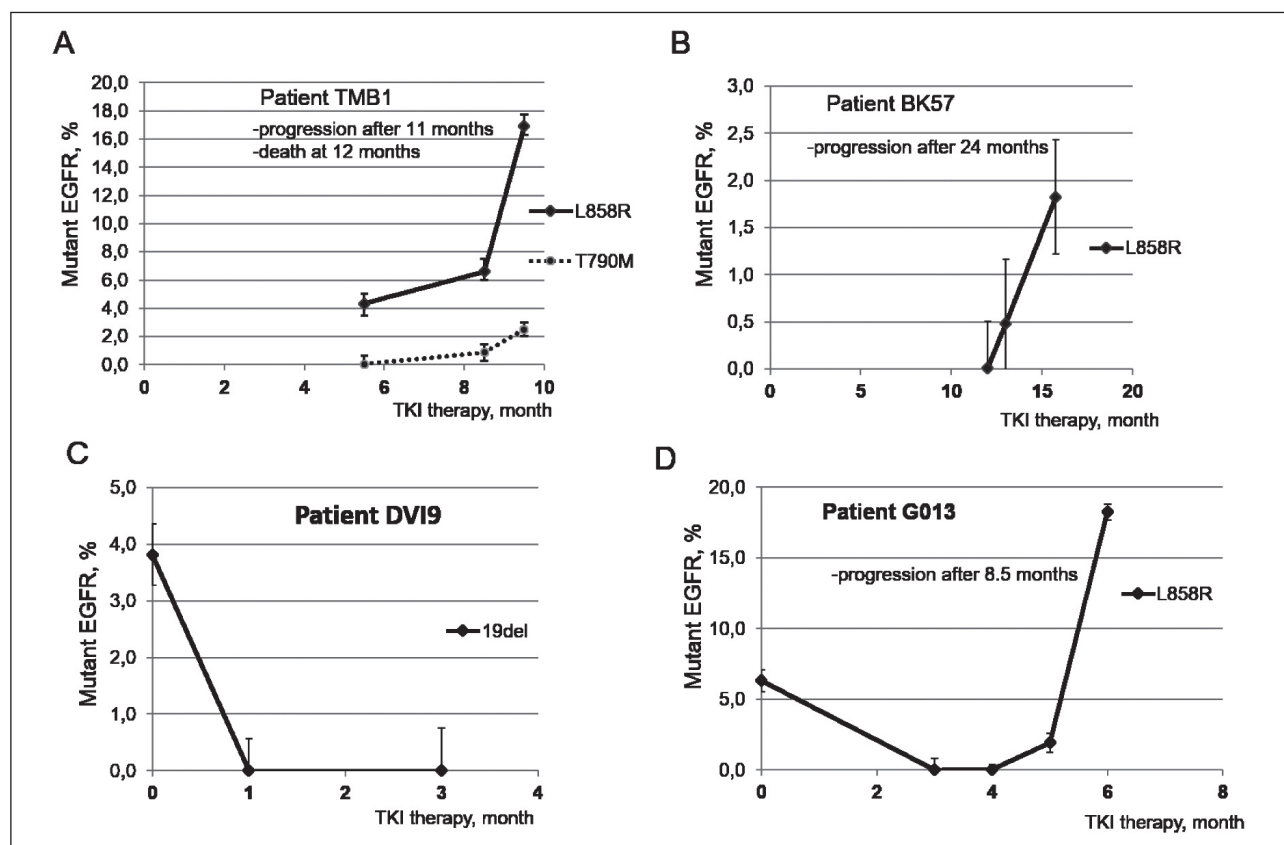 A
Patient TMB1
-progression after 11 months
-death at 12 months
Mutant EGFR, %
20,0
18,0
16,0
14,0
12,0
10,0
8,0
6,0
4,0
2,0
0,0
0 2 4 6 8 10
TKI therapy, month
L858R
T790M
B
Patient BK57
-progression after 24 months
Mutant EGFR, %
3,0
2,5
2,0
1,5
1,0
0,5
0,0
0 5 10 15 20
TKI therapy, month
L858R
C
Patient DVI9
Mutant EGFR, %
5,0
4,0
3,0
2,0
1,0
0,0
0 1 2 3 4
TKI therapy, month
19del
D
Patient G013
-progression after 8.5 months
Mutant EGFR, %
20,0
15,0
10,0
5,0
0,0
0 2 4 6 8
TKI therapy, month
L858R